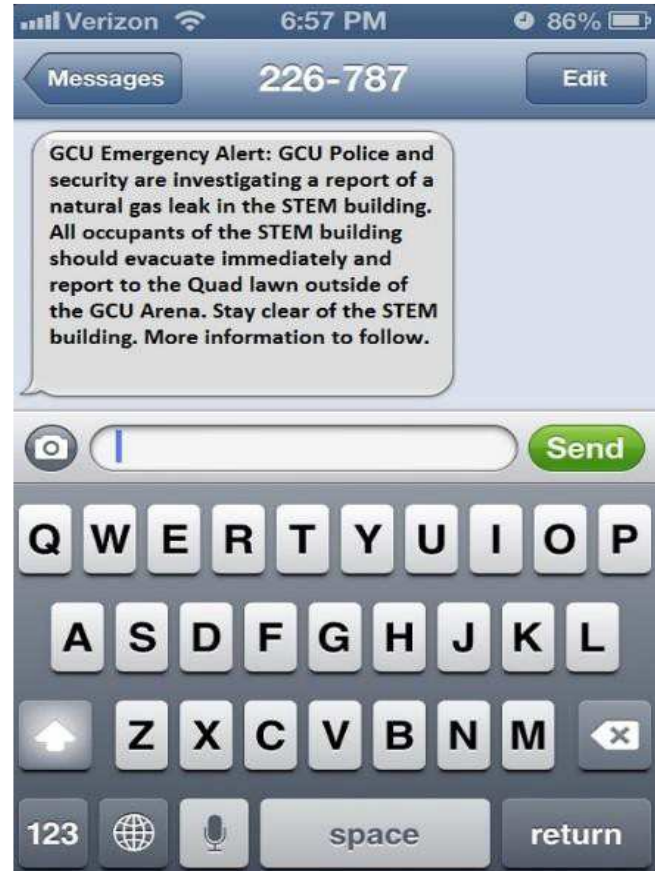 Verizon 6:57 PM 86%
Messages 226-787 Edit
GCU Emergency Alert: GCU Police and
security are investigating a report of a
natural gas leak in the STEM building.
All occupants of the STEM building
should evacuate immediately and
report to the Quad lawn outside of
the GCU Arena. Stay clear of the STEM
building. More information to follow.
Send
Q W E R T Y U I O P
A S D F G H J K L
Z X C V B N M
123 space return